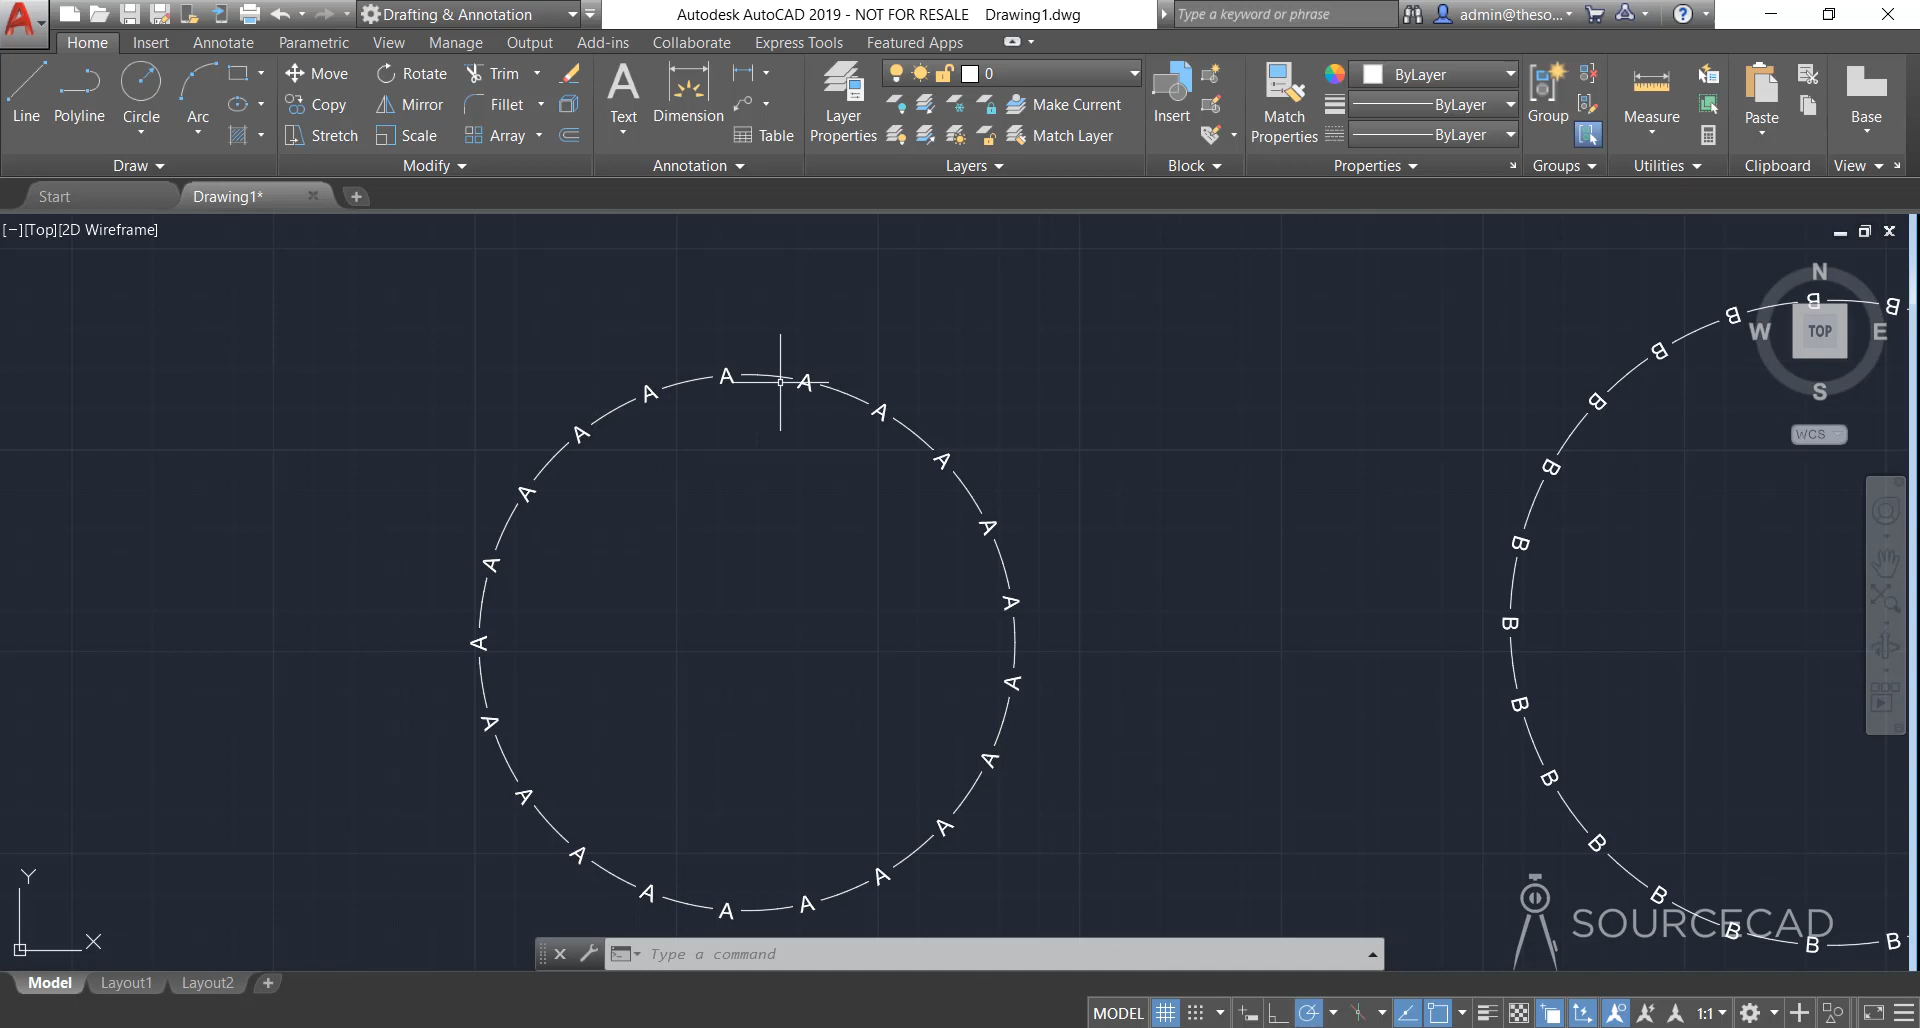 Drafting & Annotation
Autodesk AutoCAD 2019 - NOT FOR RESALE Drawing1.dwg
Type a keyword or phrase
admin@theso...
Home Insert Annotate Parametric View Manage Output Add-ins Collaborate Express Tools Featured Apps
Line Polyline Circle Arc
Move Rotate Trim
Copy Mirror Fillet
Stretch Scale Array
Text Dimension Table
Layer Properties
0
Make Current
Match Layer
Insert
Match Properties
ByLayer
ByLayer
ByLayer
Group
Measure
Paste
Base
Draw Modify Annotation Layers Block Properties Groups Utilities Clipboard View
Start Drawing1*
[−][Top][2D Wireframe]
N
W TOP E
S
WCS
A A A A A A A A A A A A A A A A A A A A A
B B B B B B B B B B B B B B B B B
Y
X
SOURCECAD
Type a command
Model Layout1 Layout2
MODEL 1:1